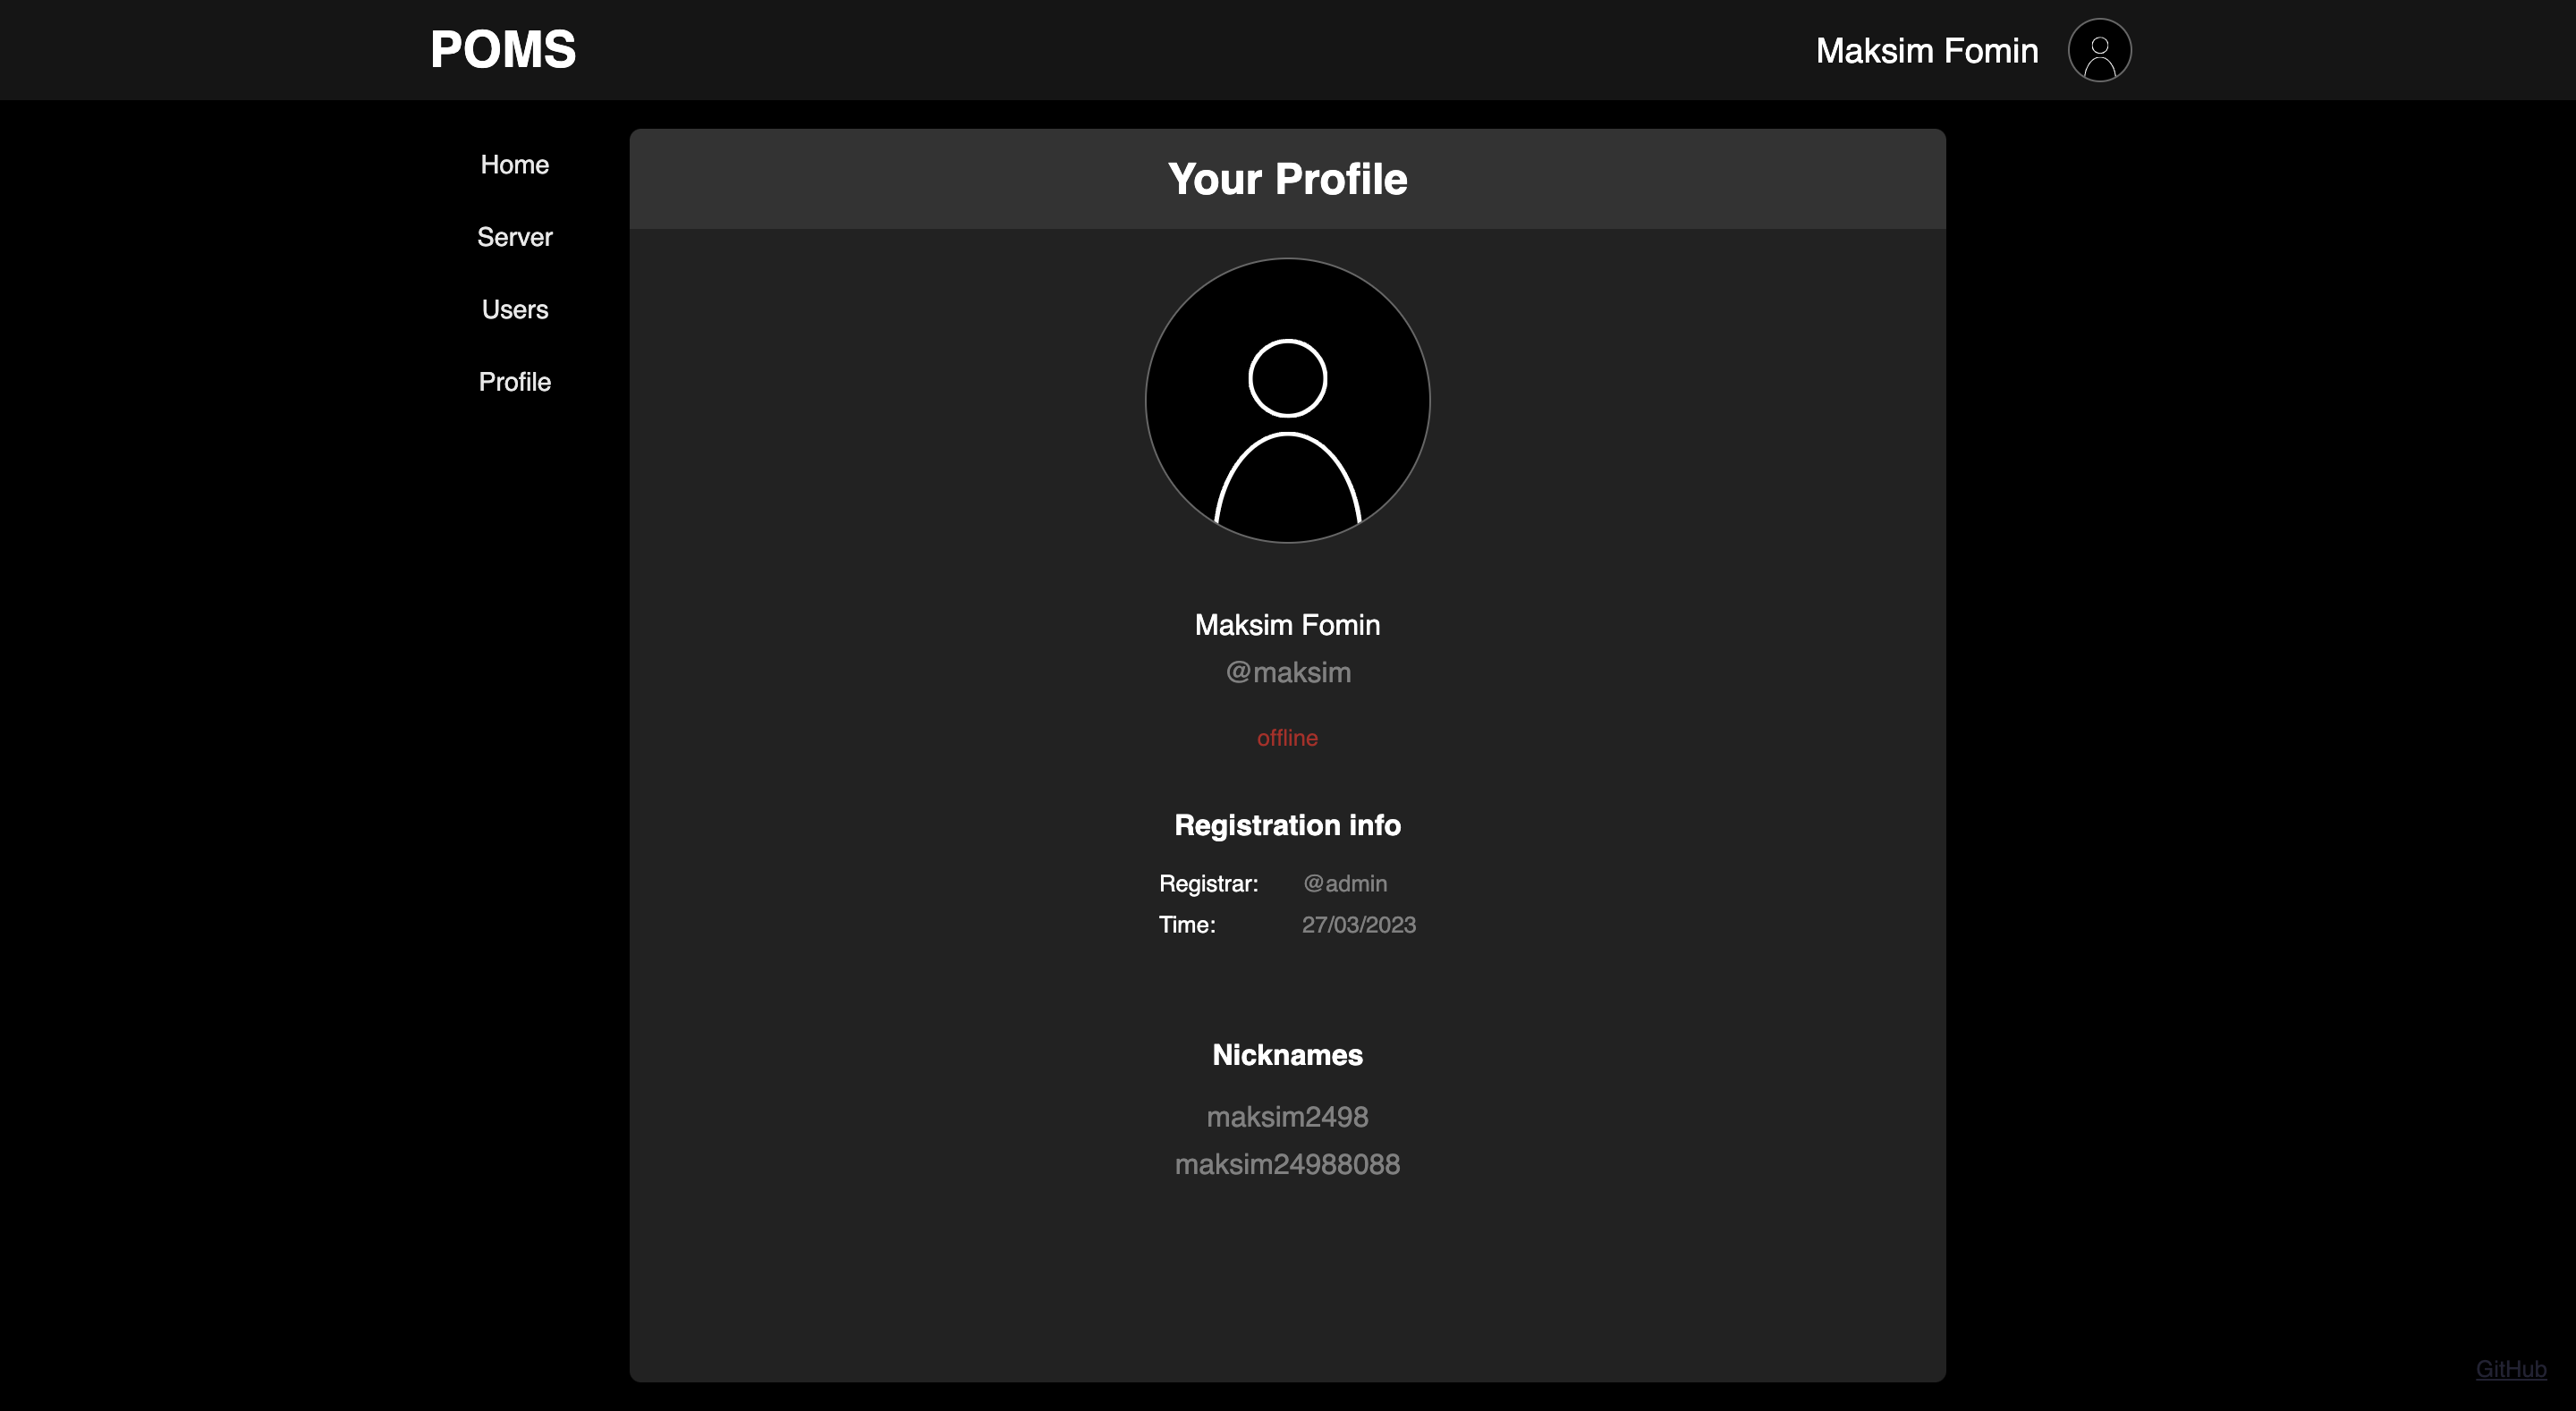 POMS
Maksim Fomin
Home
Server
Users
Profile
Your Profile
Maksim Fomin
@maksim
offline
Registration info
Registrar: @admin
Time: 27/03/2023
Nicknames
maksim2498
maksim24988088
GitHub